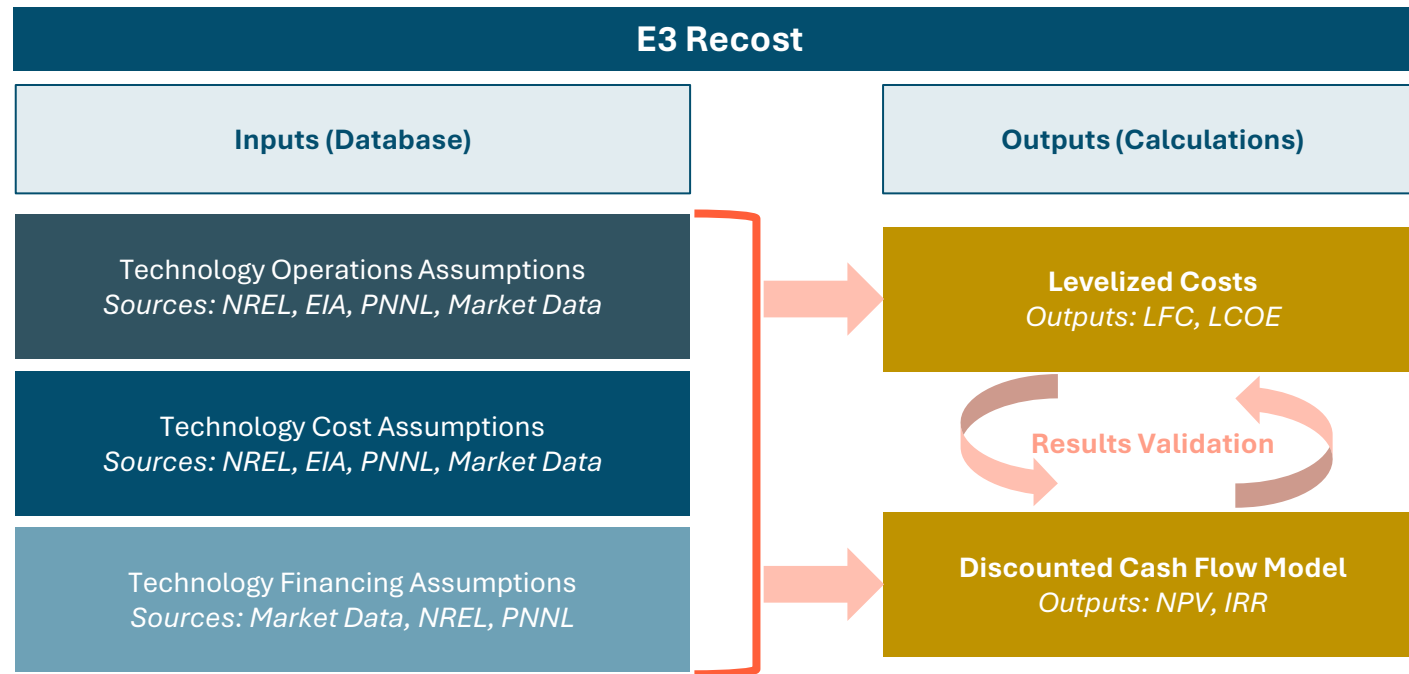 E3 Recost
Inputs (Database)
Outputs (Calculations)
Technology Operations Assumptions
Sources: NREL, EIA, PNNL, Market Data
Technology Cost Assumptions
Sources: NREL, EIA, PNNL, Market Data
Technology Financing Assumptions
Sources: Market Data, NREL, PNNL
Levelized Costs
Outputs: LFC, LCOE
Results Validation
Discounted Cash Flow Model
Outputs: NPV, IRR